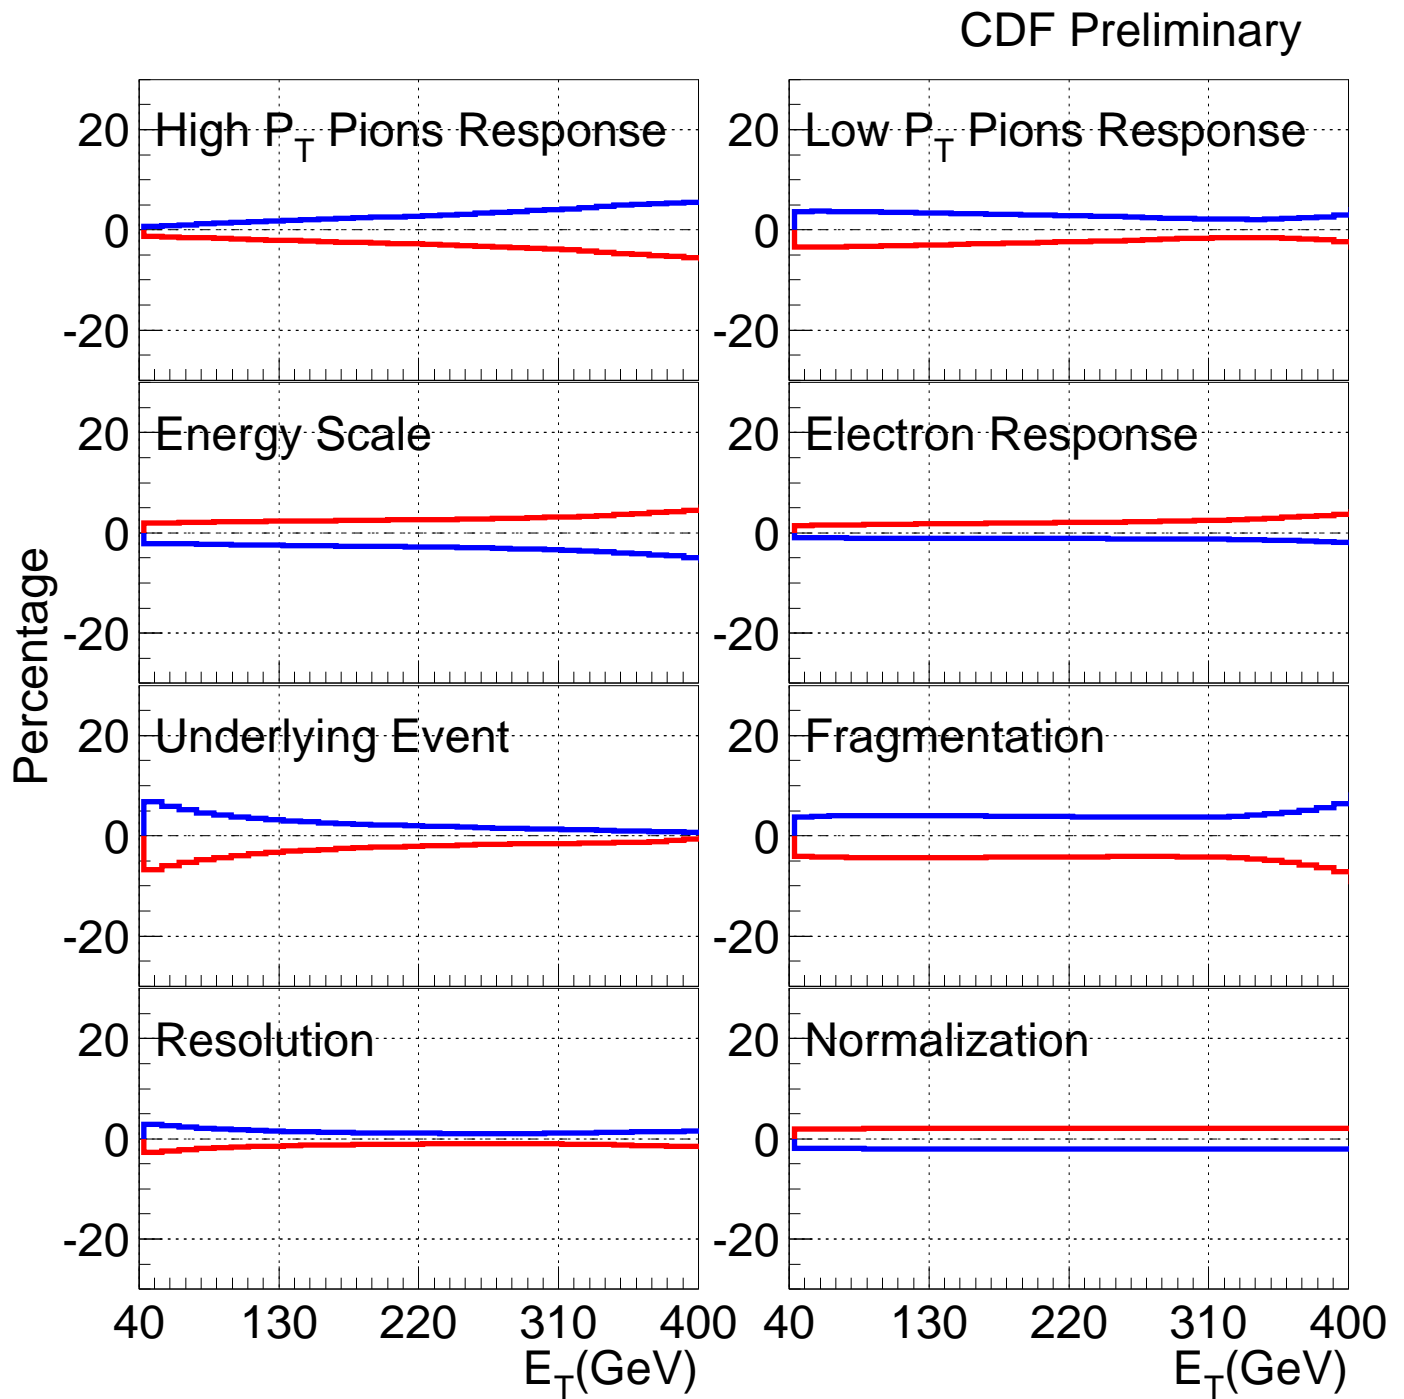 CDF Preliminary
20 High P_T Pions Response
0
-20
20 Low P_T Pions Response
0
-20
20 Energy Scale
0
-20
20 Electron Response
0
-20
Percentage
20 Underlying Event
0
-20
20 Fragmentation
0
-20
20 Resolution
0
-20
20 Normalization
0
-20
40 130 220 310 400
40 130 220 310 400
E_T(GeV)
E_T(GeV)